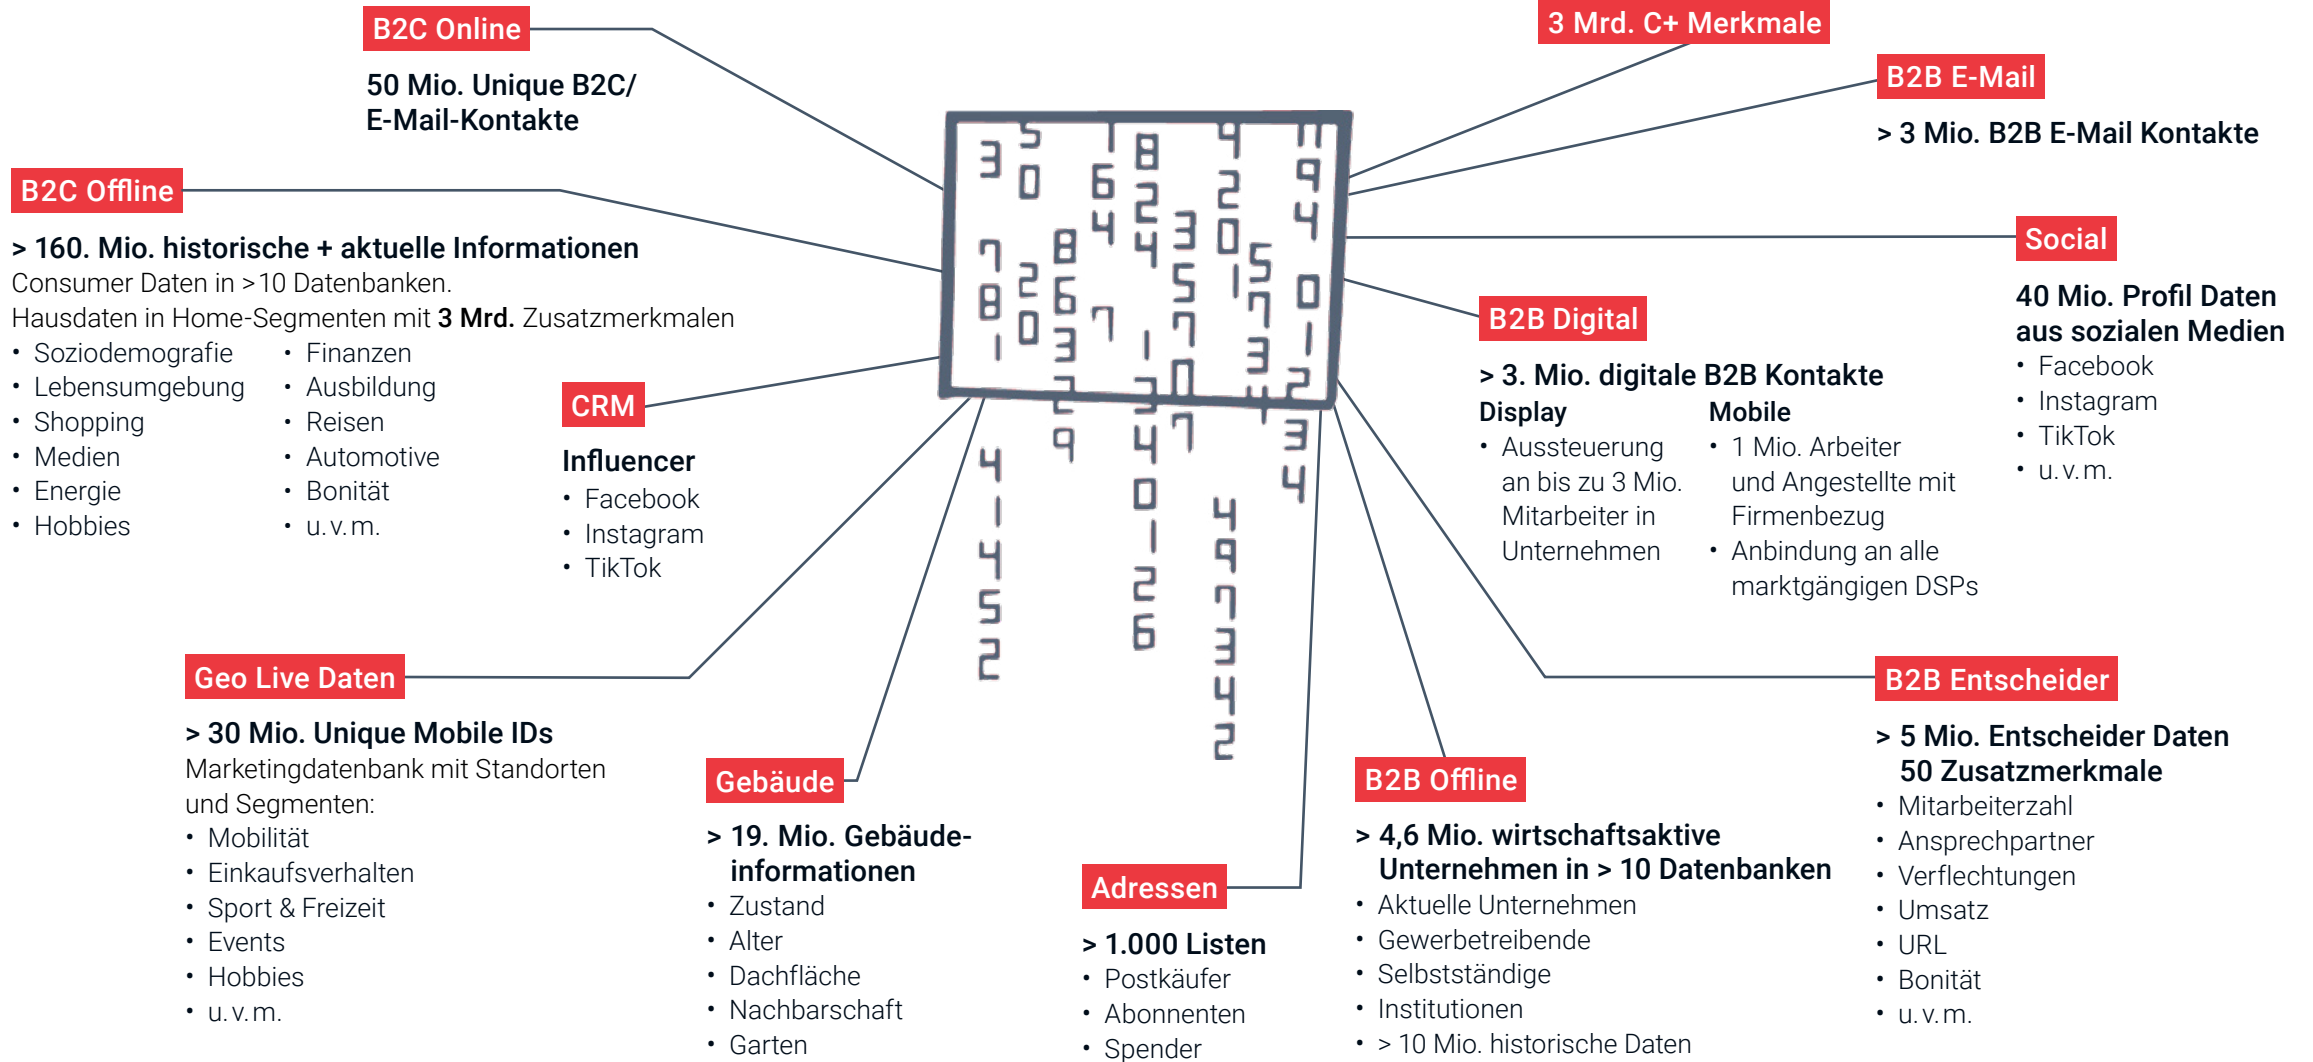 B2C Online
50 Mio. Unique B2C/
E-Mail-Kontakte
3 Mrd. C+ Merkmale
B2B E-Mail
> 3 Mio. B2B E-Mail Kontakte
B2C Offline
> 160. Mio. historische + aktuelle Informationen
Consumer Daten in >10 Datenbanken.
Hausdaten in Home-Segmenten mit 3 Mrd. Zusatzmerkmalen
• Soziodemografie
• Lebensumgebung
• Shopping
• Medien
• Energie
• Hobbies
• Finanzen
• Ausbildung
• Reisen
• Automotive
• Bonität
• u.v.m.
CRM
Influencer
• Facebook
• Instagram
• TikTok
Social
40 Mio. Profil Daten
aus sozialen Medien
• Facebook
• Instagram
• TikTok
• u.v.m.
B2B Digital
> 3. Mio. digitale B2B Kontakte
Display
• Aussteuerung
an bis zu 3 Mio.
Mitarbeiter in
Unternehmen
Mobile
• 1 Mio. Arbeiter
und Angestellte mit
Firmenbezug
• Anbindung an alle
marktgängigen DSPs
Geo Live Daten
> 30 Mio. Unique Mobile IDs
Marketingdatenbank mit Standorten
und Segmenten:
• Mobilität
• Einkaufsverhalten
• Sport & Freizeit
• Events
• Hobbies
• u.v.m.
Gebäude
> 19. Mio. Gebäude-
informationen
• Zustand
• Alter
• Dachfläche
• Nachbarschaft
• Garten
Adressen
> 1.000 Listen
• Postkäufer
• Abonnenten
• Spender
B2B Offline
> 4,6 Mio. wirtschaftsaktive
Unternehmen in > 10 Datenbanken
• Aktuelle Unternehmen
• Gewerbetreibende
• Selbstständige
• Institutionen
• > 10 Mio. historische Daten
B2B Entscheider
> 5 Mio. Entscheider Daten
50 Zusatzmerkmale
• Mitarbeiterzahl
• Ansprechpartner
• Verflechtungen
• Umsatz
• URL
• Bonität
• u.v.m.